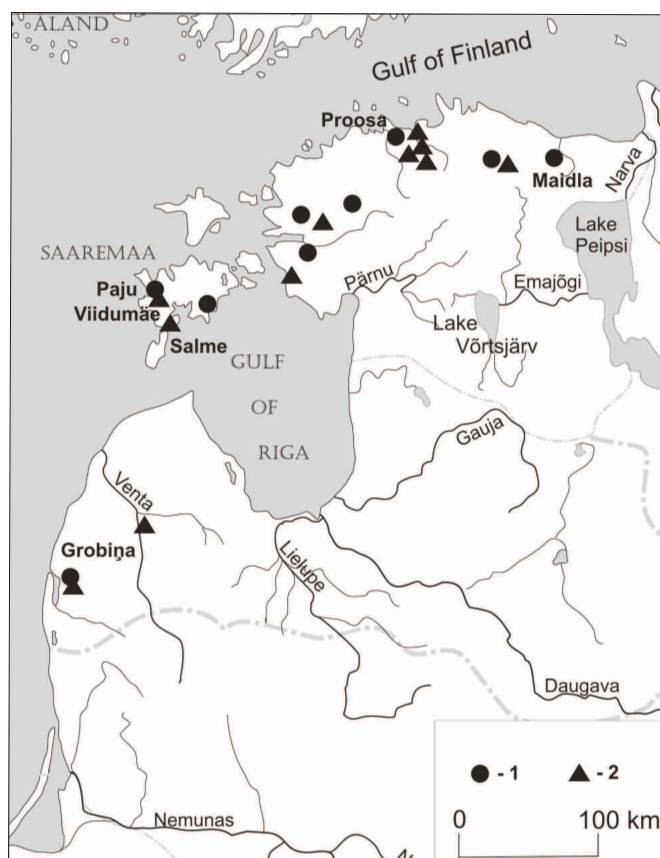 ÅLAND
Gulf of Finland
Proosa
Maidla
Narva
Lake
Peipsi
SAAREMAA
Paju
Viidumäe
Salme
Pärnu
Emajõgi
Lake
Võrtsjärv
GULF
OF
RIGA
Gauja
Venta
Grobiņa
Lielupe
Daugava
Nemunas
- 1
- 2
0
100 km